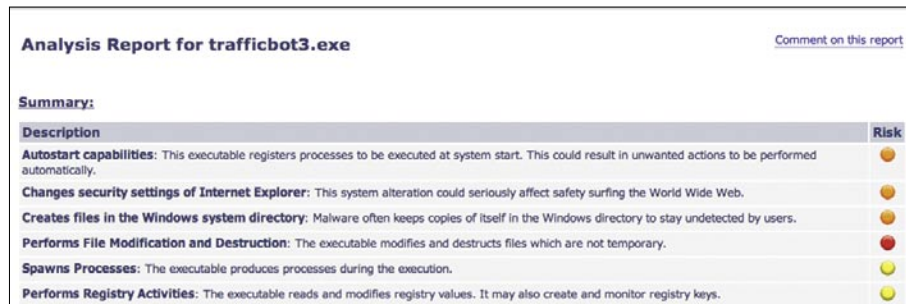 Analysis Report for trafficbot3.exe
Comment on this report
Summary:
Description Risk
Autostart capabilities: This executable registers processes to be executed at system start. This could result in unwanted actions to be performed
automatically.
Changes security settings of Internet Explorer: This system alteration could seriously affect safety surfing the World Wide Web.
Creates files in the Windows system directory: Malware often keeps copies of itself in the Windows directory to stay undetected by users.
Performs File Modification and Destruction: The executable modifies and destructs files which are not temporary.
Spawns Processes: The executable produces processes during the execution.
Performs Registry Activities: The executable reads and modifies registry values. It may also create and monitor registry keys.